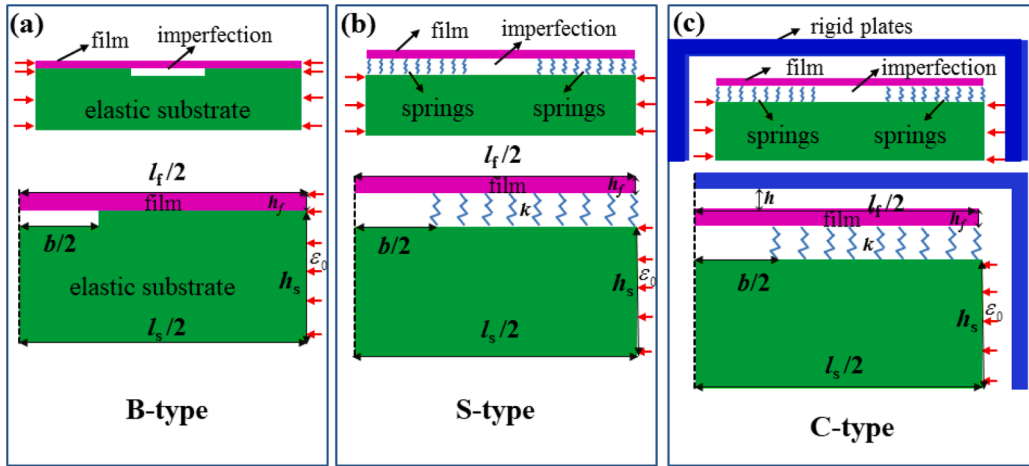 (a)
film
imperfection
elastic substrate
l_f/2
film
h_f
b/2
ε_0
h_s
elastic substrate
l_s/2
B-type
(b)
film
imperfection
springs
springs
l_f/2
film
h_f
k
b/2
ε_0
h_s
l_s/2
S-type
(c)
rigid plates
film
imperfection
springs
springs
h
l_f/2
film
h_f
k
b/2
h_s
ε_0
l_s/2
C-type